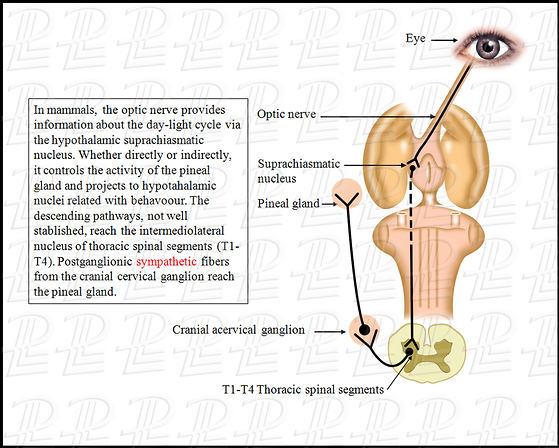 Eye
In mammals, the optic nerve provides
information about the day-light cycle via
the hypothalamic suprachiasmatic
nucleus. Whether directly or indirectly,
it controls the activity of the pineal
gland and projects to hypotahalamic
nuclei related with behavoour. The
descending pathways, not well
stablished, reach the intermediolateral
nucleus of thoracic spinal segments (T1-
T4). Postganglionic sympathetic fibers
from the cranial cervical ganglion reach
the pineal gland.
Optic nerve
Suprachiasmatic
nucleus
Pineal gland
Cranial acervical ganglion
T1-T4 Thoracic spinal segments